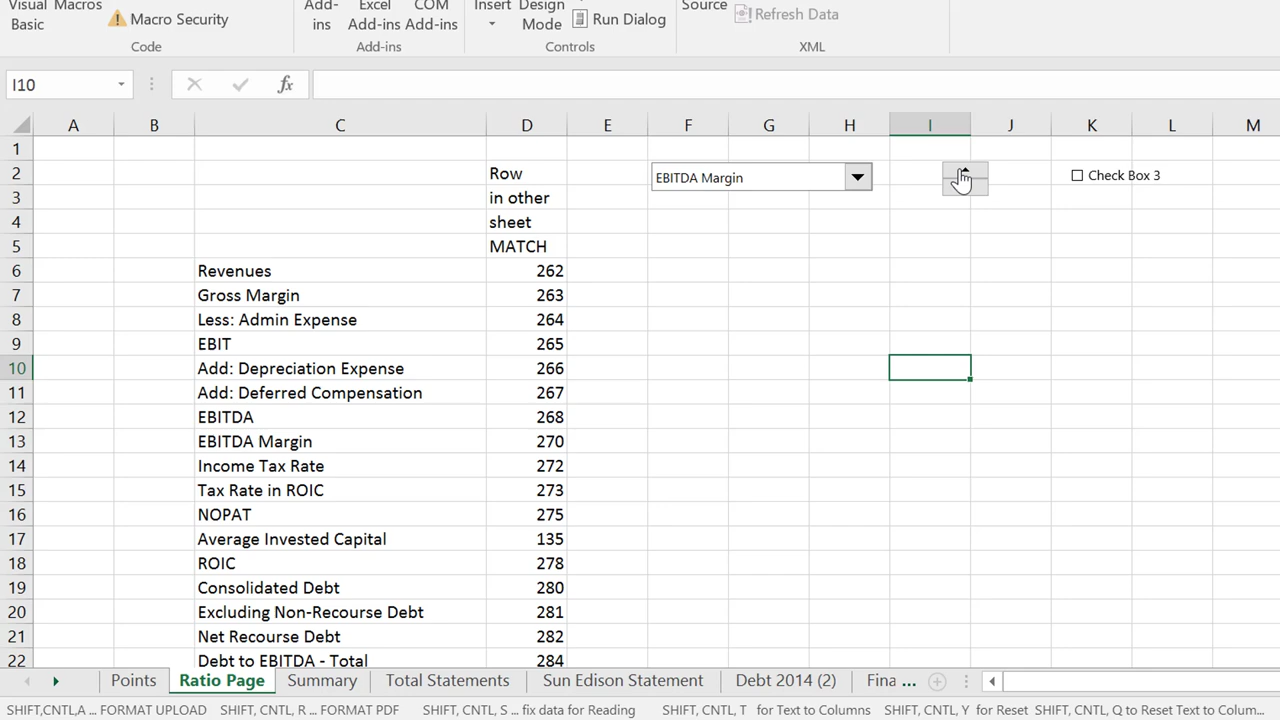 Visual Macros Macro Security Add- Excel COM Insert Design Run Dialog Source Refresh Data
Basic ins Add-ins Add-ins Mode
Code Add-ins Controls XML
I10 fx
A B C D E F G H I J K L M
1
2 Row EBITDA Margin Check Box 3
3 in other
4 sheet
5 MATCH
6 Revenues 262
7 Gross Margin 263
8 Less: Admin Expense 264
9 EBIT 265
10 Add: Depreciation Expense 266
11 Add: Deferred Compensation 267
12 EBITDA 268
13 EBITDA Margin 270
14 Income Tax Rate 272
15 Tax Rate in ROIC 273
16 NOPAT 275
17 Average Invested Capital 135
18 ROIC 278
19 Consolidated Debt 280
20 Excluding Non-Recourse Debt 281
21 Net Recourse Debt 282
22 Debt to EBITDA - Total 284
Points Ratio Page Summary Total Statements Sun Edison Statement Debt 2014 (2) Fina ...
SHIFT,CNTL,A ... FORMAT UPLOAD SHIFT, CNTL, R ... FORMAT PDF SHIFT, CNTL, S ... fix data for Reading SHIFT, CNTL, T for Text to Columns SHIFT, CNTL, Y for Reset SHIFT, CNTL, Q to Reset Text to Colum...